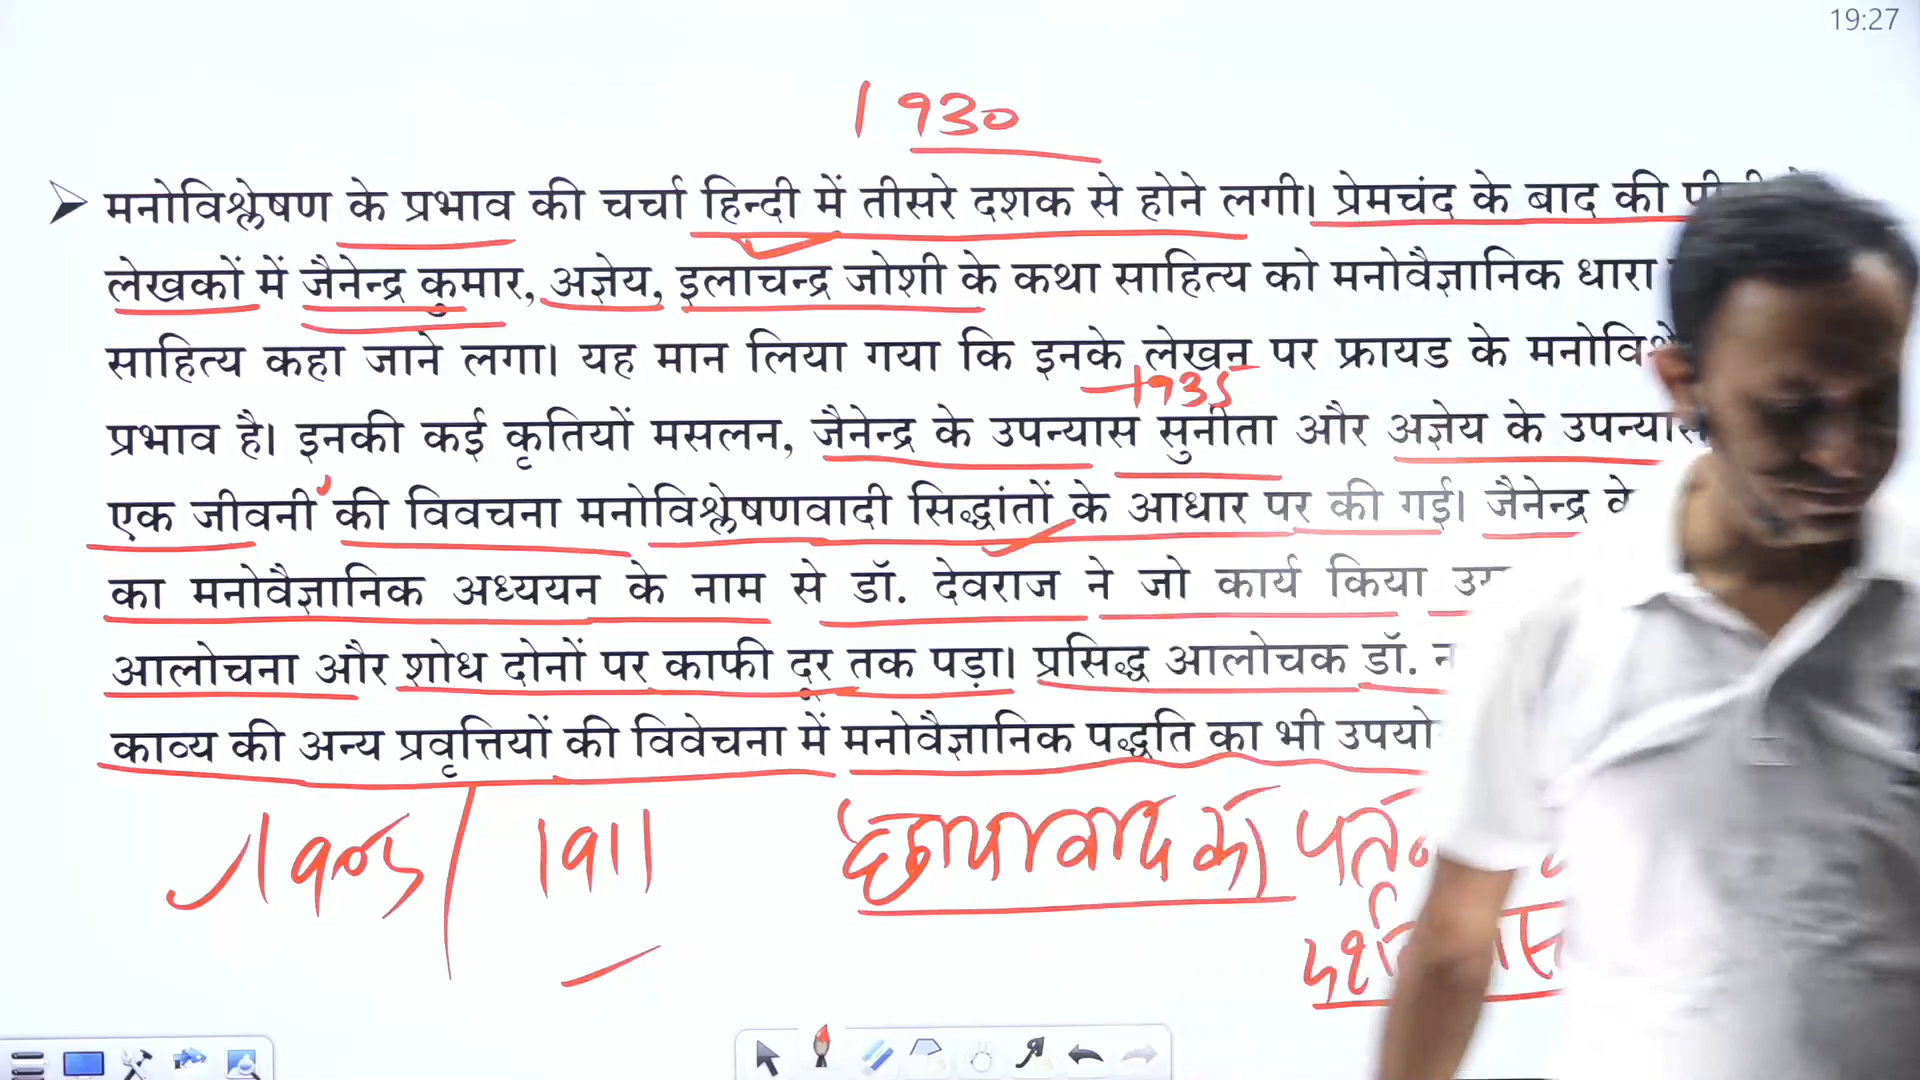 19:27
1930
मनोविश्लेषण के प्रभाव की चर्चा हिन्दी में तीसरे दशक से होने लगी। प्रेमचंद के बाद की
लेखकों में जैनेन्द्र कुमार, अज्ञेय, इलाचन्द्र जोशी के कथा साहित्य को मनोवैज्ञानिक धारा
साहित्य कहा जाने लगा। यह मान लिया गया कि इनके लेखन पर फ्रायड के
1935
प्रभाव है। इनकी कई कृतियों मसलन, जैनेन्द्र के उपन्यास सुनीता और अज्ञेय के उपन्यास
एक जीवनी की विवचना मनोविश्लेषणवादी सिद्धांतों के आधार पर की गई। जैनेन्द्र
का मनोवैज्ञानिक अध्ययन के नाम से डॉ. देवराज ने जो कार्य किया
आलोचना और शोध दोनों पर काफी दूर तक पड़ा। प्रसिद्ध आलोचक डॉ.
काव्य की अन्य प्रवृत्तियों की विवेचना में मनोवैज्ञानिक पद्धति का भी
1905 / 1911 छायावाद का